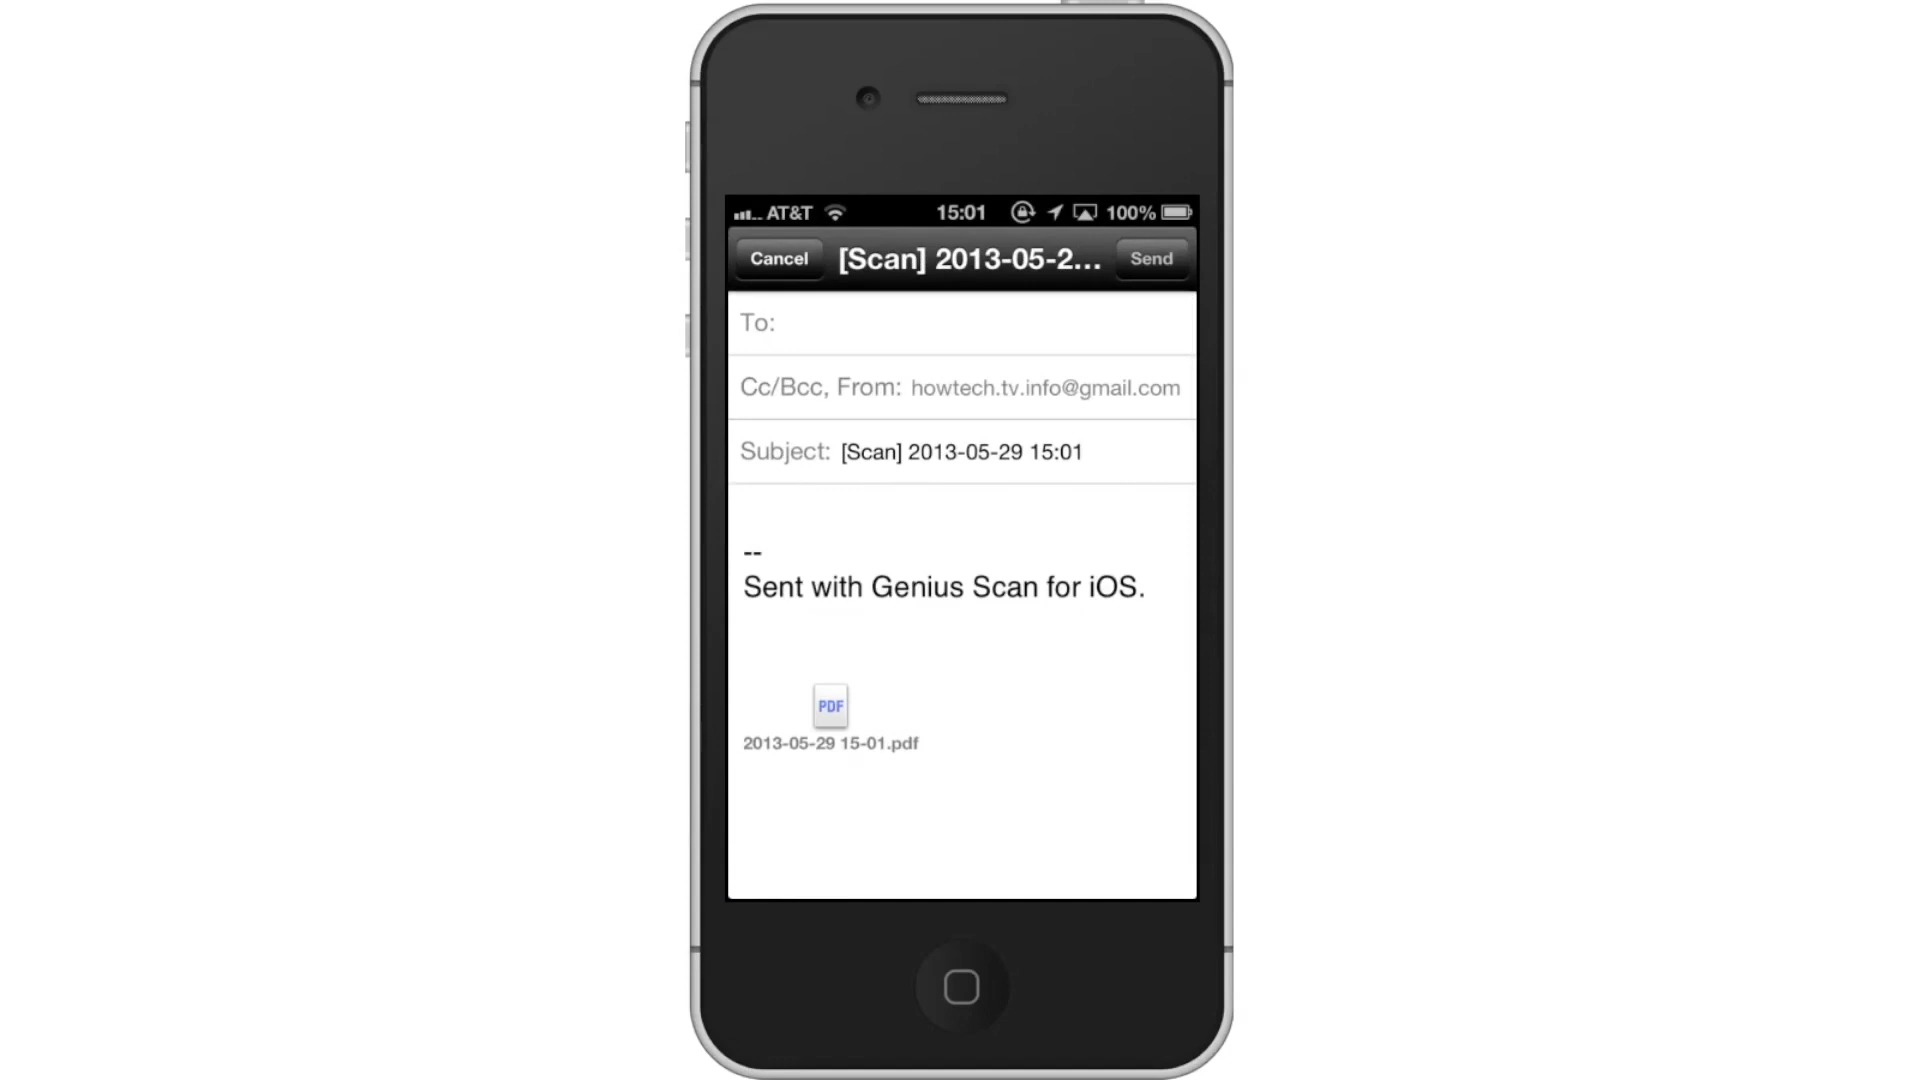 AT&T 15:01 100%
Cancel [Scan] 2013-05-2... Send
To:
Cc/Bcc, From: howtech.tv.info@gmail.com
Subject: [Scan] 2013-05-29 15:01
--
Sent with Genius Scan for iOS.
PDF
2013-05-29 15-01.pdf